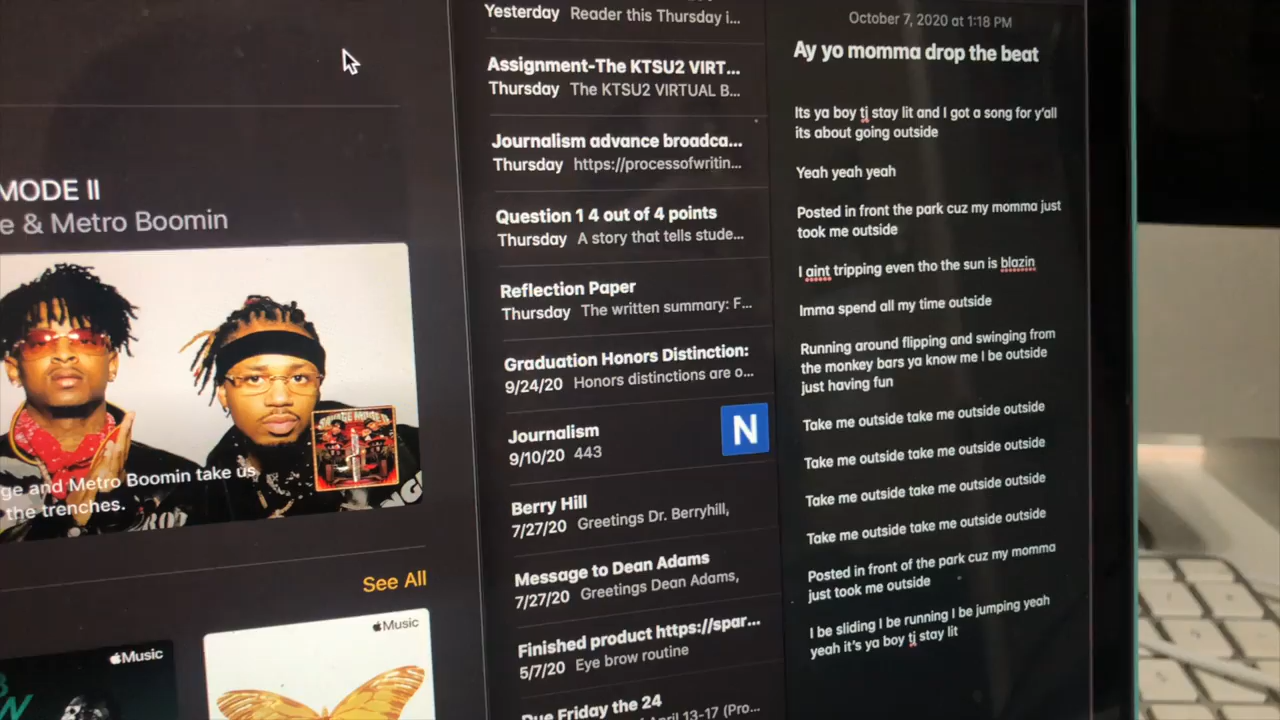 MODE II
e & Metro Boomin
ge and Metro Boomin take us
the trenches.
See All
Music
Music
Yesterday Reader this Thursday i...
Assignment-The KTSU2 VIRT...
Thursday The KTSU2 VIRTUAL B...
Journalism advance broadca...
Thursday https://processofwritin...
Question 1 4 out of 4 points
Thursday A story that tells stude...
Reflection Paper
Thursday The written summary: F...
Graduation Honors Distinction:
9/24/20 Honors distinctions are o...
Journalism
9/10/20 443
N
Berry Hill
7/27/20 Greetings Dr. Berryhill,
Message to Dean Adams
7/27/20 Greetings Dean Adams,
Finished product https://spar...
5/7/20 Eye brow routine
Due Friday the 24
April 13-17 (Pro...
October 7, 2020 at 1:18 PM
Ay yo momma drop the beat
Its ya boy tj stay lit and I got a song for y'all
its about going outside
Yeah yeah yeah
Posted in front the park cuz my momma just
took me outside
I aint tripping even tho the sun is blazin
Imma spend all my time outside
Running around flipping and swinging from
the monkey bars ya know me I be outside
just having fun
Take me outside take me outside outside
Take me outside take me outside outside
Take me outside take me outside outside
Take me outside take me outside outside
Posted in front of the park cuz my momma
just took me outside
I be sliding I be running I be jumping yeah
yeah it's ya boy tj stay lit